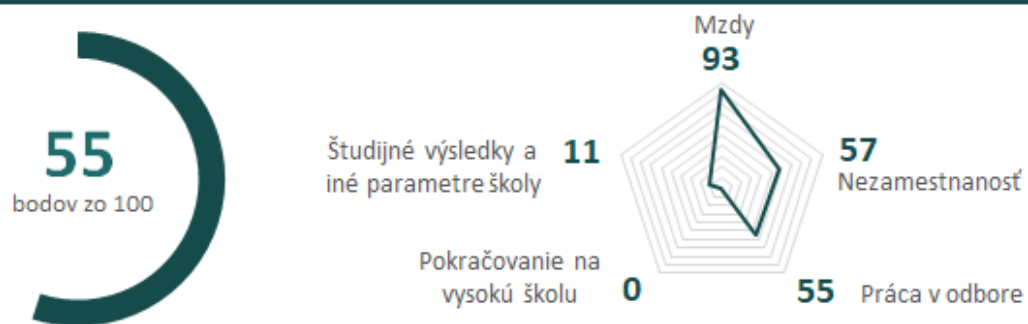 55
bodov zo 100
Mzdy
93
57
Nezamestnanosť
55 Práca v odbore
Pokračovanie na
vysokú školu 0
Študijné výsledky a 11
iné parametre školy